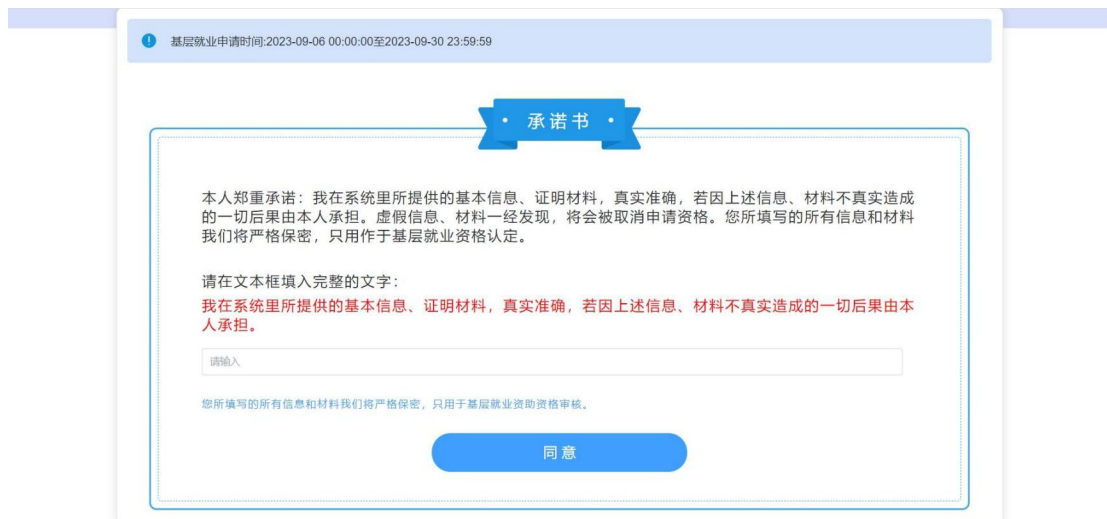 基层就业申请时间:2023-09-06 00:00:00至2023-09-30 23:59:59
· 承诺书 ·
本人郑重承诺：我在系统里所提供的基本信息、证明材料，真实准确，若因上述信息、材料不真实造成
的一切后果由本人承担。虚假信息、材料一经发现，将会被取消申请资格。您所填写的所有信息和材料
我们将严格保密，只用作于基层就业资格认定。
请在文本框填入完整的文字：
我在系统里所提供的基本信息、证明材料，真实准确，若因上述信息、材料不真实造成的一切后果由本
人承担。
请输入
您所填写的所有信息和材料我们将严格保密，只用于基层就业资助资格审核。
同意